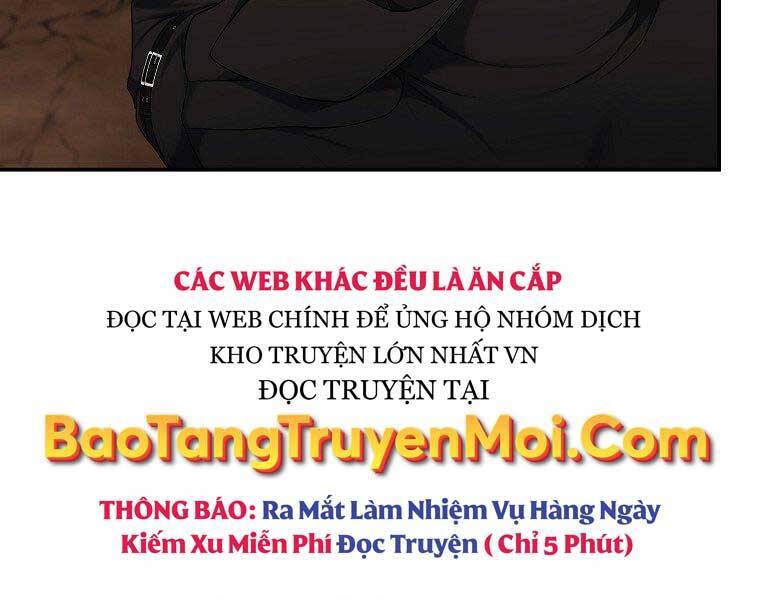 CÁC WEB KHÁC ĐỀU LÀ ĂN CẮP
ĐỌC TẠI WEB CHÍNH ĐỂ ỦNG HỘ NHÓM DỊCH
KHO TRUYỆN LỚN NHẤT VN
ĐỌC TRUYỆN TẠI
BaoTangTruyenMoi.Com
THÔNG BÁO: Ra Mắt Làm Nhiệm Vụ Hàng Ngày
Kiếm Xu Miễn Phí Đọc Truyện ( Chỉ 5 Phút)